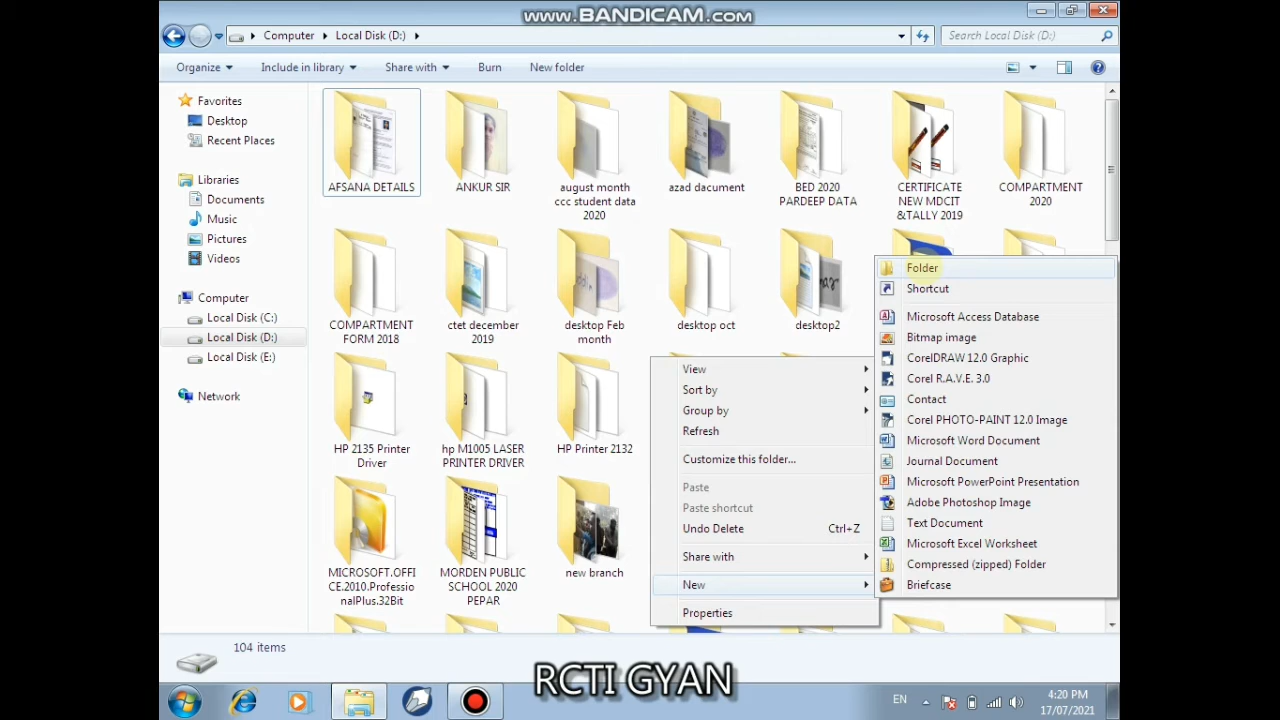 WWW.BANDICAM.COM
Computer
Local Disk (D:)
Search Local Disk (D:)
Organize
Include in library
Share with
Burn
New folder
Favorites
Desktop
Recent Places
Libraries
Documents
Music
Pictures
Videos
Computer
Local Disk (C:)
Local Disk (D:)
Local Disk (E:)
Network
AFSANA DETAILS
ANKUR SIR
august month
ccc student data
2020
azad dacument
BED 2020
PARDEEP DATA
CERTIFICATE
NEW MDCIT
&TALLY 2019
COMPARTMENT
2020
COMPARTMENT
FORM 2018
ctet december
2019
desktop Feb
month
desktop oct
desktop2
HP 2135 Printer
Driver
hp M1005 LASER
PRINTER DRIVER
HP Printer 2132
MICROSOFT.OFFI
CE.2010.Professio
nalPlus.32Bit
MORDEN PUBLIC
SCHOOL 2020
PEPAR
new branch
View
Sort by
Group by
Refresh
Customize this folder...
Paste
Paste shortcut
Undo Delete Ctrl+Z
Share with
New
Properties
Folder
Shortcut
Microsoft Access Database
Bitmap image
CorelDRAW 12.0 Graphic
Corel R.A.V.E. 3.0
Contact
Corel PHOTO-PAINT 12.0 Image
Microsoft Word Document
Journal Document
Microsoft PowerPoint Presentation
Adobe Photoshop Image
Text Document
Microsoft Excel Worksheet
Compressed (zipped) Folder
Briefcase
104 items
RCTI GYAN
EN
4:20 PM
17/07/2021